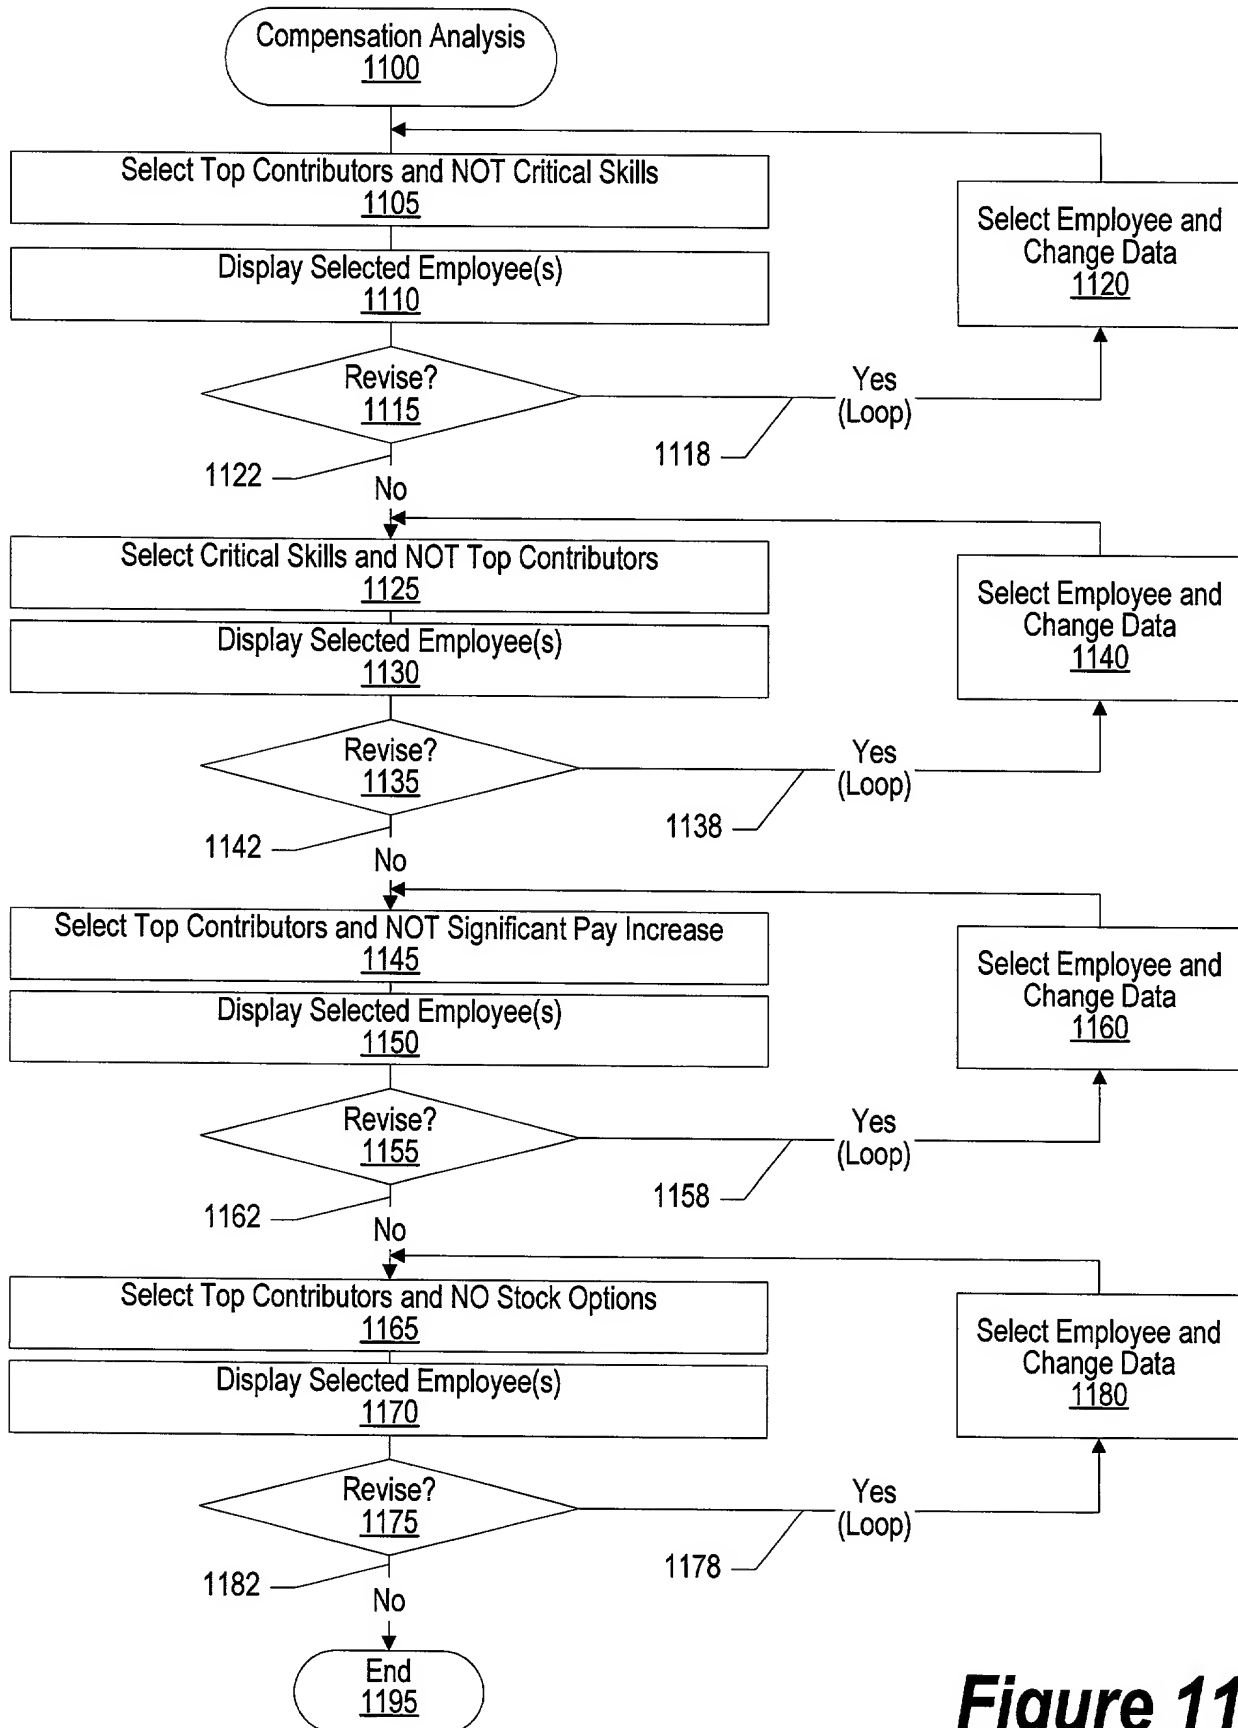 Compensation Analysis
1100
Select Top Contributors and NOT Critical Skills
1105
Select Employee and
Change Data
1120
Display Selected Employee(s)
1110
Revise?
1115
Yes
(Loop)
1118
1122
No
Select Critical Skills and NOT Top Contributors
1125
Select Employee and
Change Data
1140
Display Selected Employee(s)
1130
Revise?
1135
Yes
(Loop)
1138
1142
No
Select Top Contributors and NOT Significant Pay Increase
1145
Select Employee and
Change Data
1160
Display Selected Employee(s)
1150
Revise?
1155
Yes
(Loop)
1158
1162
No
Select Top Contributors and NO Stock Options
1165
Select Employee and
Change Data
1180
Display Selected Employee(s)
1170
Revise?
1175
Yes
(Loop)
1178
1182
No
End
1195
Figure 11